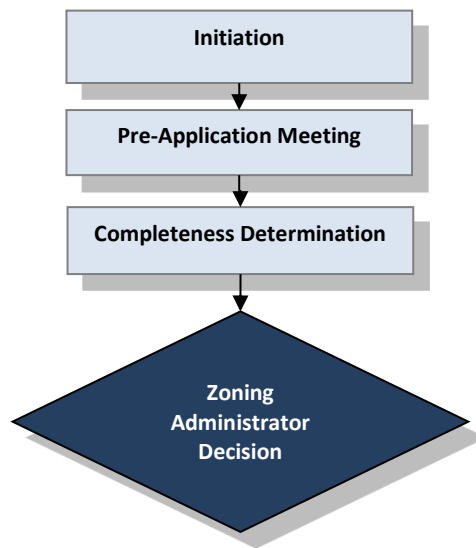 Initiation
Pre-Application Meeting
Completeness Determination
Zoning
Administrator
Decision